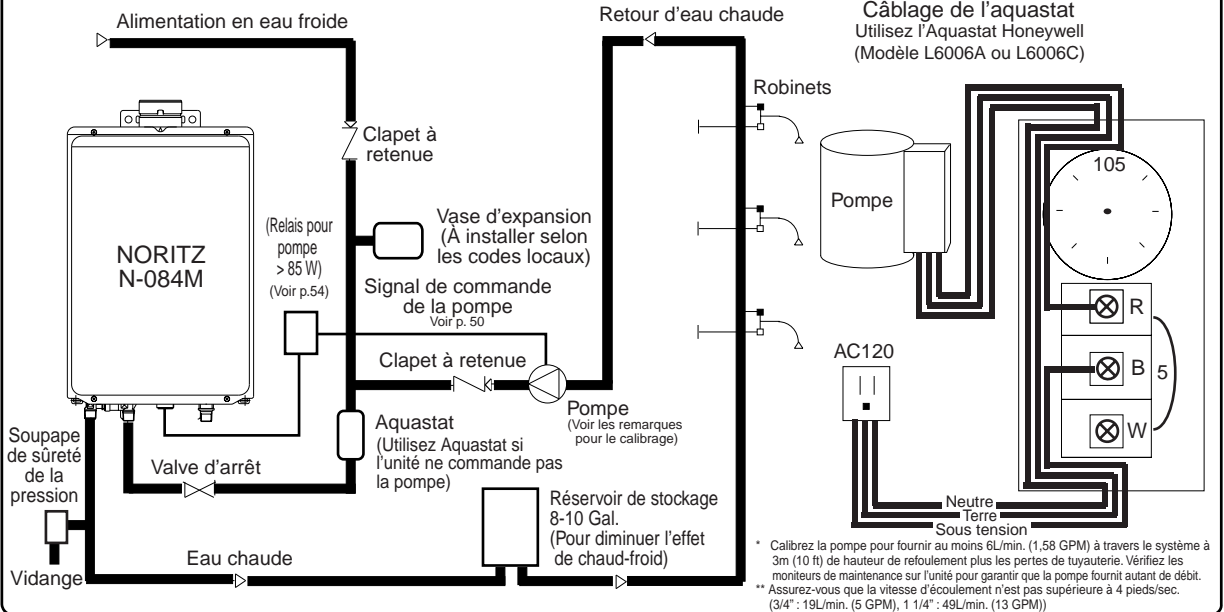 Alimentation en eau froide
Retour d'eau chaude
Câblage de l'aquastat
Utilisez l'Aquastat Honeywell
(Modèle L6006A ou L6006C)
Robinets
Clapet à
retenue
105
Pompe
NORITZ
N-084M
(Relais pour
pompe
> 85 W)
(Voir p.54)
Vase d'expansion
(À installer selon
les codes locaux)
Signal de commande
de la pompe
Voir p. 50
R
B
5
W
AC120
Clapet à retenue
Pompe
(Voir les remarques
pour le calibrage)
Aquastat
(Utilisez Aquastat si
l'unité ne commande pas
la pompe)
Soupape
de sûreté
de la
pression
Valve d'arrêt
Réservoir de stockage
8-10 Gal.
(Pour diminuer l'effet
de chaud-froid)
Neutre
Terre
Sous tension
Vidange
Eau chaude
* Calibrez la pompe pour fournir au moins 6L/min. (1,58 GPM) à travers le système à
3m (10 ft) de hauteur de refoulement plus les pertes de tuyauterie. Vérifiez les
moniteurs de maintenance sur l'unité pour garantir que la pompe fournit autant de débit.
** Assurez-vous que la vitesse d'écoulement n'est pas supérieure à 4 pieds/sec.
(3/4" : 19L/min. (5 GPM), 1 1/4" : 49L/min. (13 GPM))